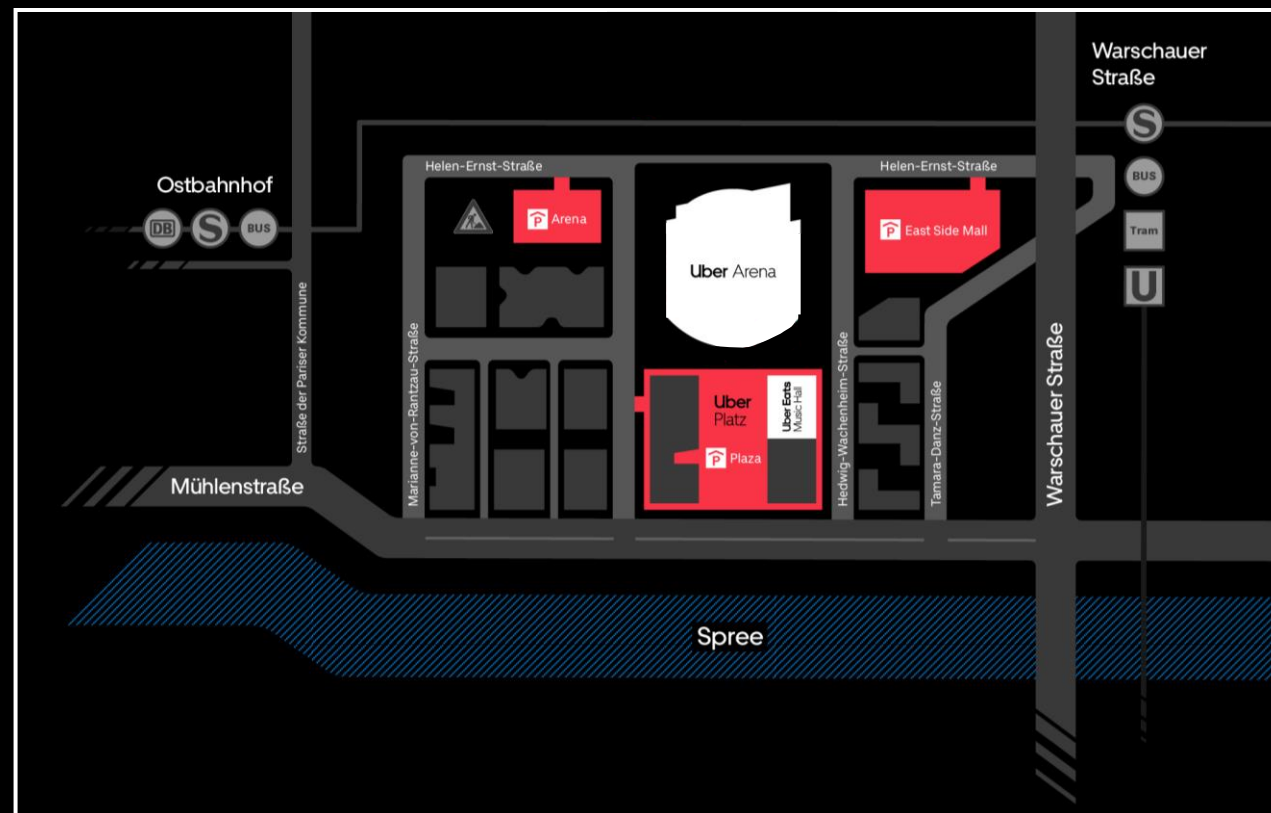 Warschauer
Straße
S
BUS
Tram
U
Ostbahnhof
DB
S
BUS
Helen-Ernst-Straße
Helen-Ernst-Straße
P Arena
P East Side Mall
Uber Arena
Straße der Pariser Kommune
Marianne-von-Rantzau-Straße
Uber
Platz
Uber Eats
Music Hall
P Plaza
Hedwig-Wachenheim-Straße
Tamara-Danz-Straße
Warschauer Straße
Mühlenstraße
Spree